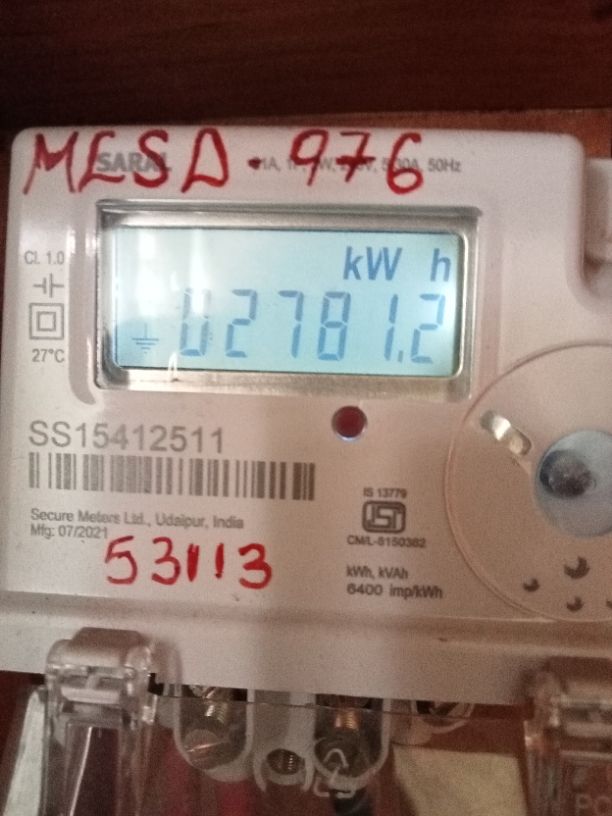 MESD-976
SARAL
50Hz
Cl. 1.0
kW h
02781.2
27°C
SS15412511
IS 13779
Secure Meters Ltd., Udaipur, India
Mfg: 07/2021
CM/L-8150382
53113
kWh, kVAh
6400 imp/kWh